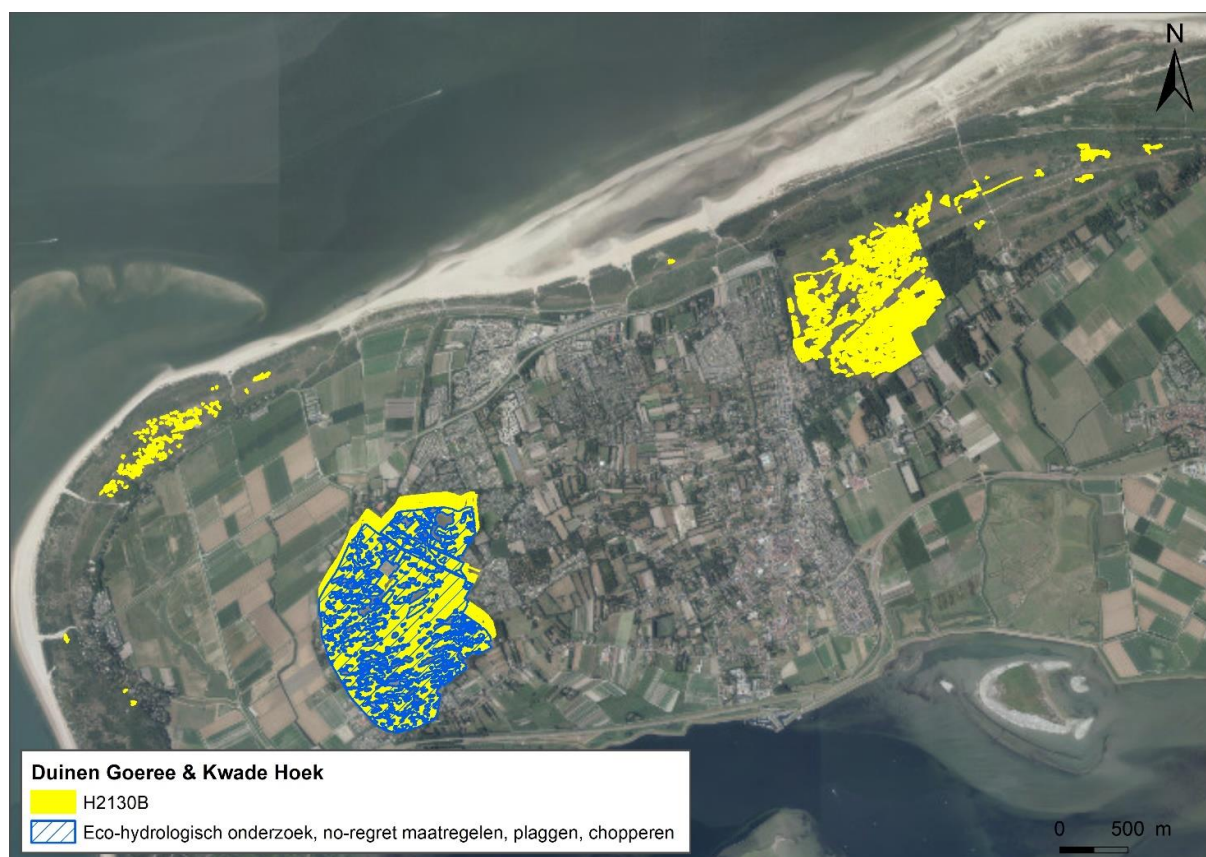 N
Duinen Goeree & Kwade Hoek
H2130B
Eco-hydrologisch onderzoek, no-regret maatregelen, plaggen, chopperen
0 500 m